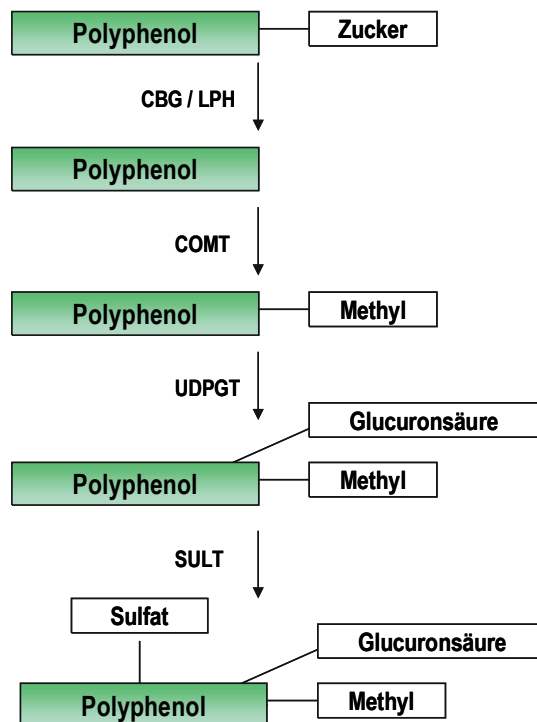 Polyphenol
Zucker
CBG / LPH
Polyphenol
COMT
Polyphenol
Methyl
UDPGT
Glucuronsäure
Polyphenol
Methyl
SULT
Sulfat
Glucuronsäure
Polyphenol
Methyl